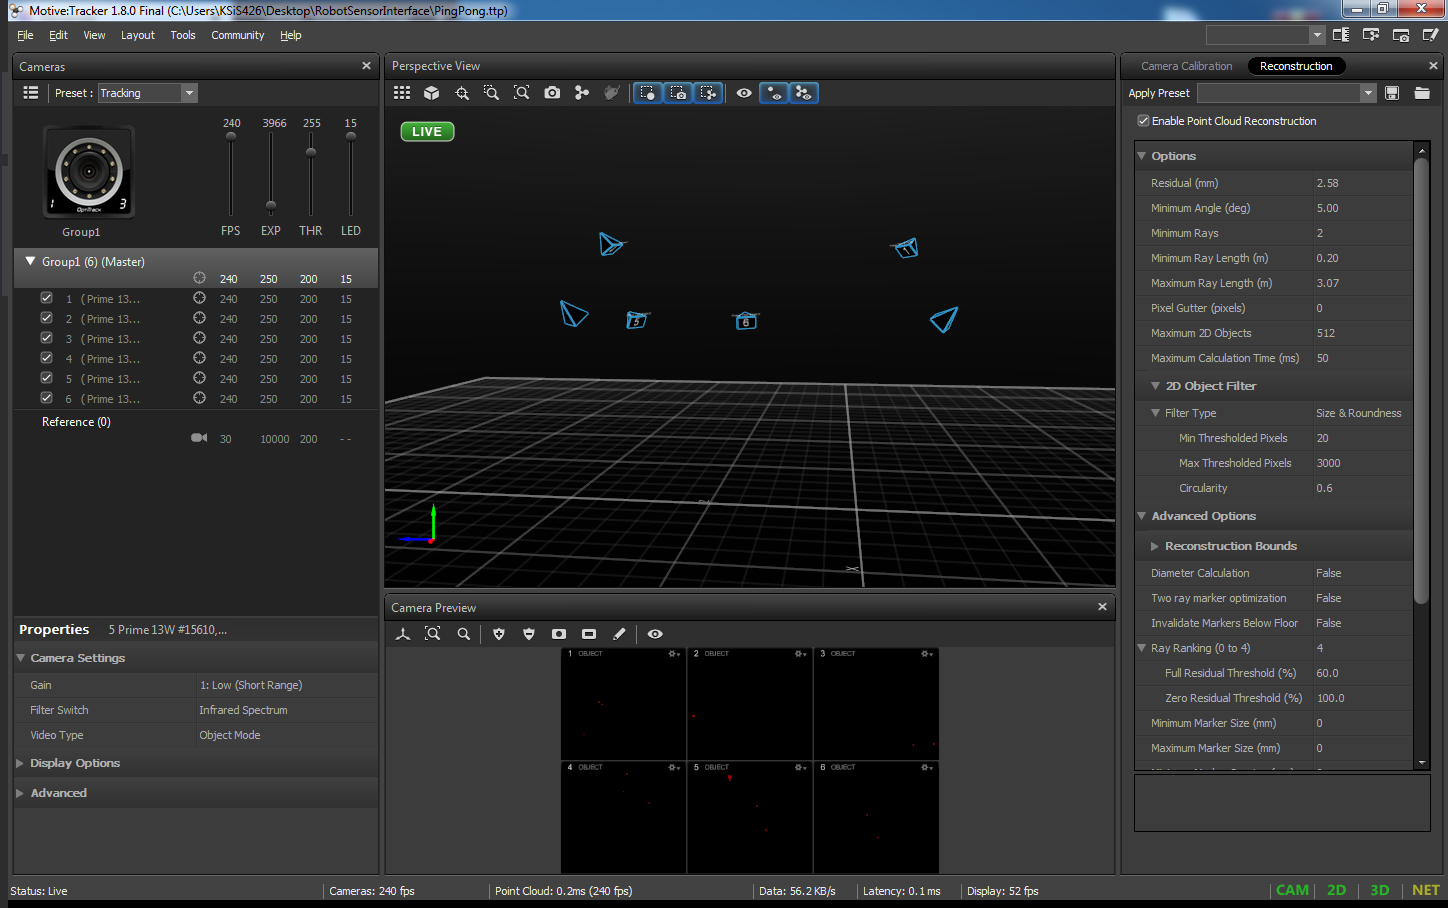 Motive:Tracker 1.8.0 Final (C:\Users\KSiS426\Desktop\RobotSensorInterface\PingPong.ttp)
File Edit View Layout Tools Community Help
Cameras
Preset : Tracking
240 3966 255 15
1 3
OptiTrack
Group1
FPS EXP THR LED
Group1 (6) (Master)
240 250 200 15
1 ( Prime 13... 240 250 200 15
2 ( Prime 13... 240 250 200 15
3 ( Prime 13... 240 250 200 15
4 ( Prime 13... 240 250 200 15
5 ( Prime 13... 240 250 200 15
6 ( Prime 13... 240 250 200 15
Reference (0)
30 10000 200 - -
Properties 5 Prime 13W #15610,...
Camera Settings
Gain 1: Low (Short Range)
Filter Switch Infrared Spectrum
Video Type Object Mode
Display Options
Advanced
Perspective View
LIVE
1
5 6
Camera Preview
1 OBJECT 2 OBJECT 3 OBJECT
4 OBJECT 5 OBJECT 6 OBJECT
Camera Calibration Reconstruction
Apply Preset
Enable Point Cloud Reconstruction
Options
Residual (mm) 2.58
Minimum Angle (deg) 5.00
Minimum Rays 2
Minimum Ray Length (m) 0.20
Maximum Ray Length (m) 3.07
Pixel Gutter (pixels) 0
Maximum 2D Objects 512
Maximum Calculation Time (ms) 50
2D Object Filter
Filter Type Size & Roundness
Min Thresholded Pixels 20
Max Thresholded Pixels 3000
Circularity 0.6
Advanced Options
Reconstruction Bounds
Diameter Calculation False
Two ray marker optimization False
Invalidate Markers Below Floor False
Ray Ranking (0 to 4) 4
Full Residual Threshold (%) 60.0
Zero Residual Threshold (%) 100.0
Minimum Marker Size (mm) 0
Maximum Marker Size (mm) 0
Status: Live Cameras: 240 fps Point Cloud: 0.2ms (240 fps) Data: 56.2 KB/s Latency: 0.1 ms Display: 52 fps CAM 2D 3D NET